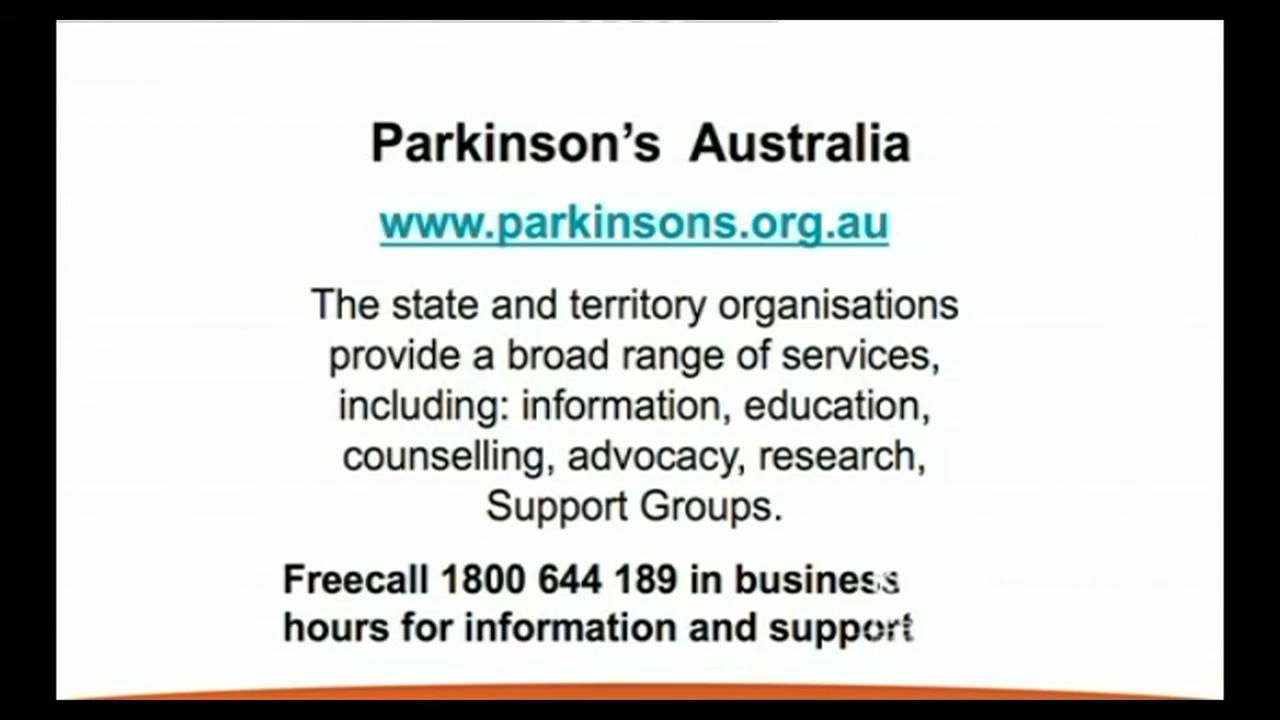 Parkinson's Australia
www.parkinsons.org.au
The state and territory organisations
provide a broad range of services,
including: information, education,
counselling, advocacy, research,
Support Groups.
Freecall 1800 644 189 in business
hours for information and support